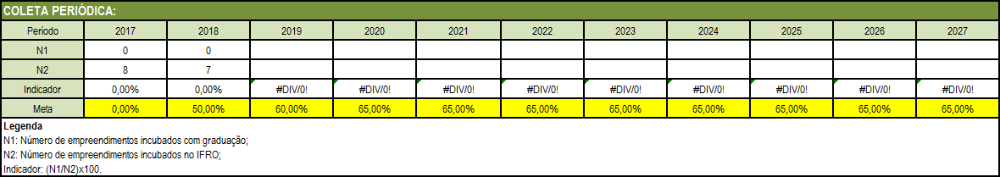 COLETA PERIÓDICA:
Período 2017 2018 2019 2020 2021 2022 2023 2024 2025 2026 2027
N1 0 0
N2 8 7
Indicador 0,00% 0,00% #DIV/0! #DIV/0! #DIV/0! #DIV/0! #DIV/0! #DIV/0! #DIV/0! #DIV/0! #DIV/0!
Meta 0,00% 50,00% 60,00% 65,00% 65,00% 65,00% 65,00% 65,00% 65,00% 65,00% 65,00%
Legenda
N1: Número de empreendimentos incubados com graduação;
N2: Número de empreendimentos incubados no IFRO;
Indicador: (N1/N2)x100.